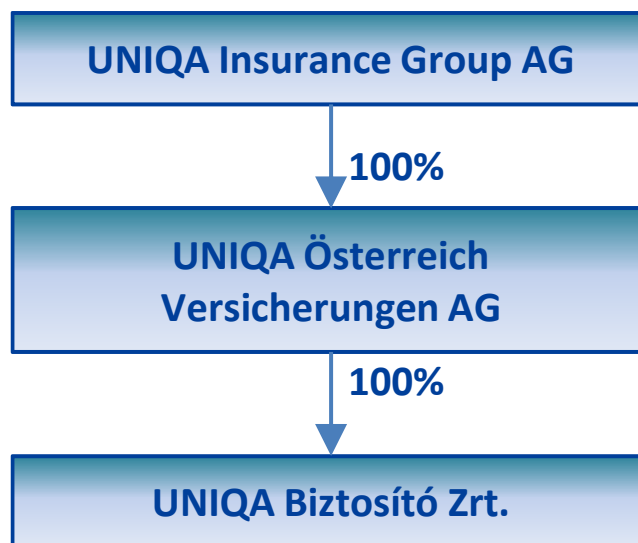 UNIQA Insurance Group AG
100%
UNIQA Österreich
Versicherungen AG
100%
UNIQA Biztosító Zrt.